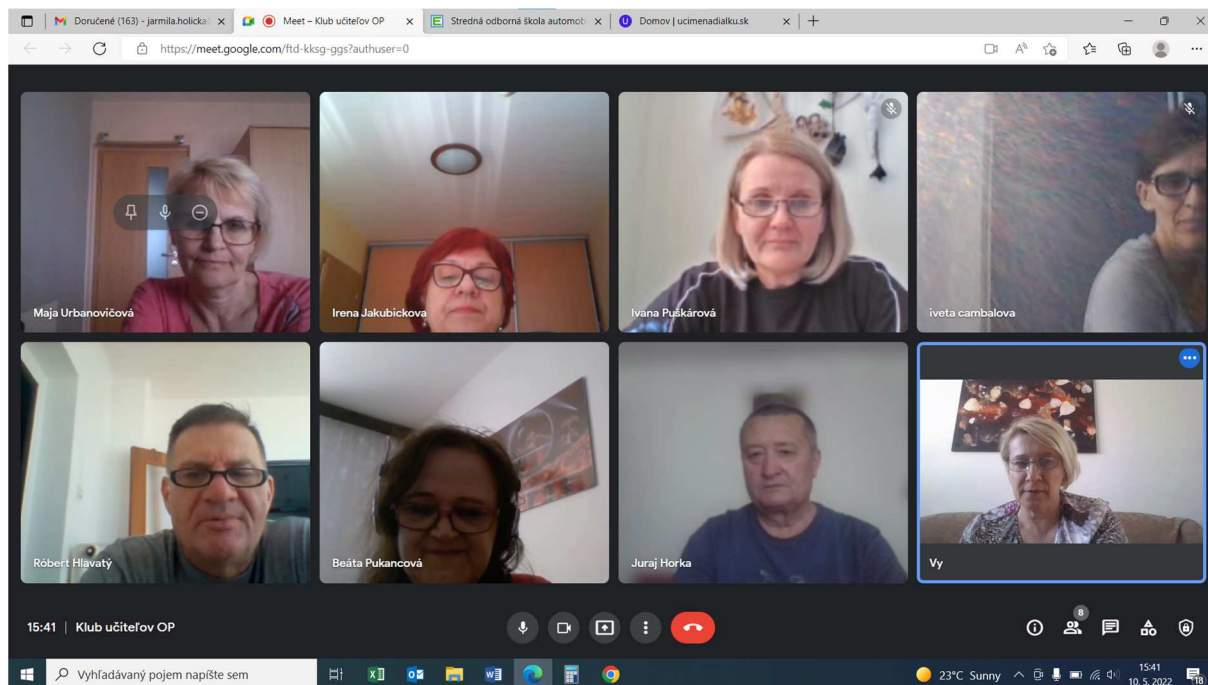 Doručené (163) - jarmila.holicka
Meet – Klub učiteľov OP
Stredná odborná škola automob
Domov | ucimenadialku.sk
https://meet.google.com/ftd-kksg-ggs?authuser=0
Maja Urbanovičová
Irena Jakubickova
Ivana Puškárová
iveta cambalova
Róbert Hlavatý
Beáta Pukancová
Juraj Horka
Vy
15:41 | Klub učiteľov OP
8
Vyhľadávaný pojem napíšte sem
23°C Sunny
15:41
10. 5. 2022
18